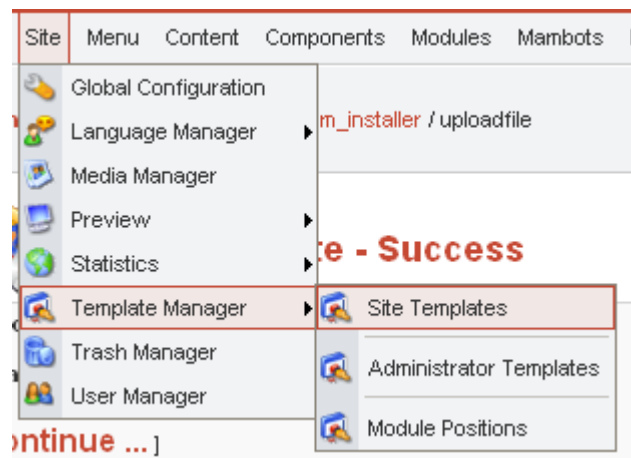 Site Menu Content Components Modules Mambots
Global Configuration
Language Manager
m_installer / uploadfile
Media Manager
Preview
Statistics
te - Success
Template Manager
Site Templates
Trash Manager
Administrator Templates
User Manager
Module Positions
ontinue ... ]